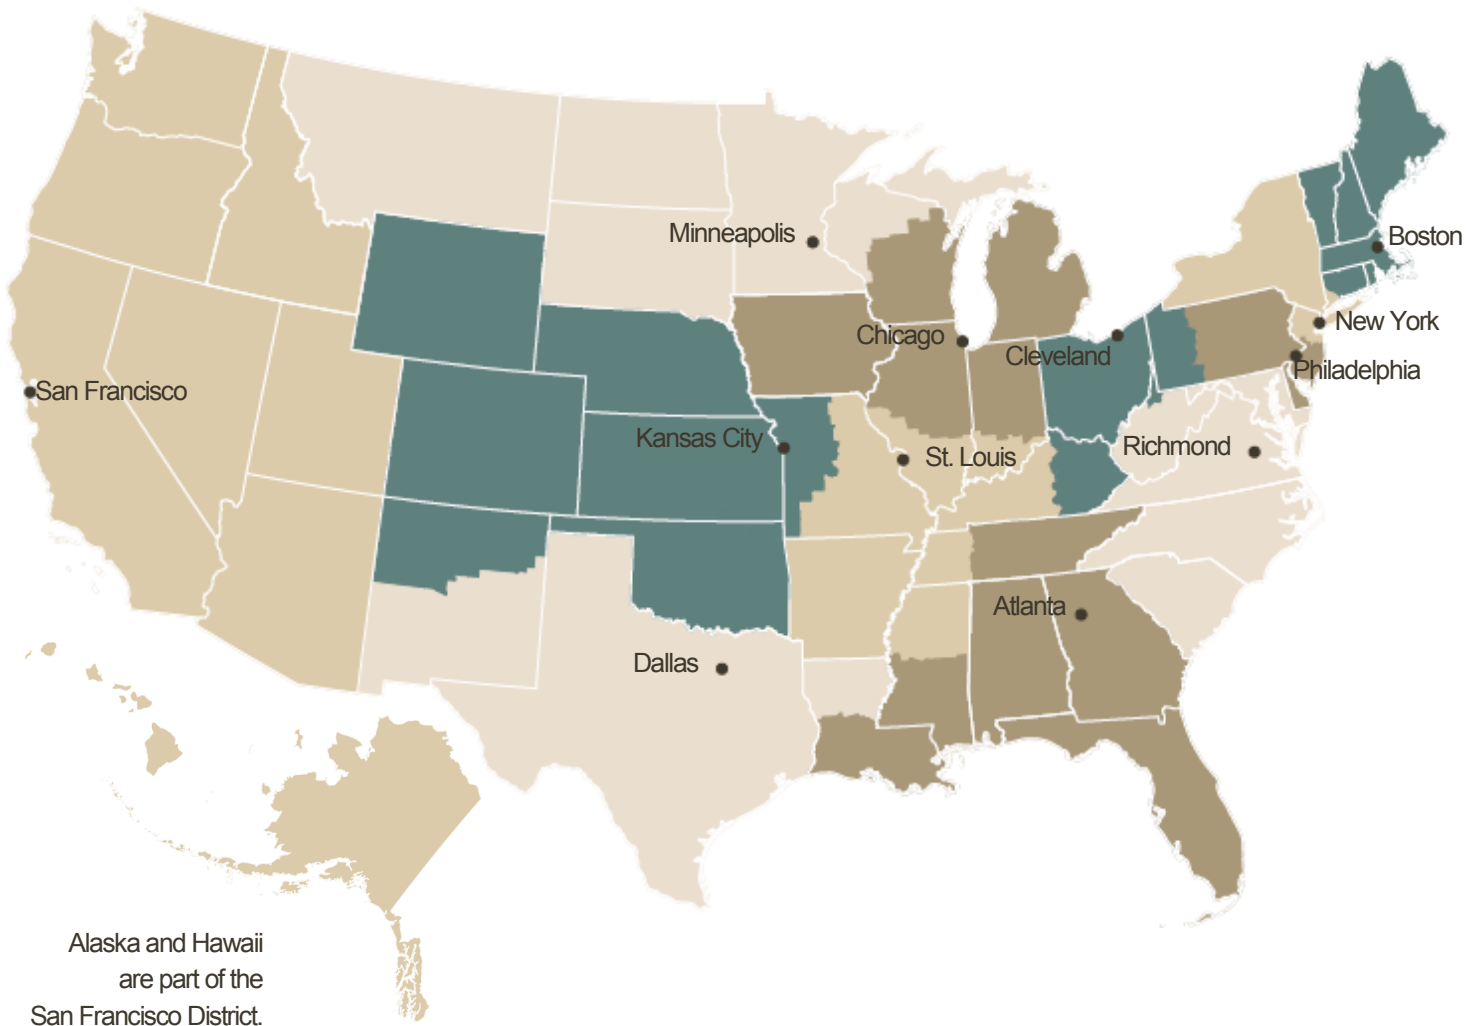 Minneapolis
Boston
New York
Chicago
Cleveland
Philadelphia
San Francisco
Kansas City
Richmond
St. Louis
Atlanta
Dallas
Alaska and Hawaii
are part of the
San Francisco District.